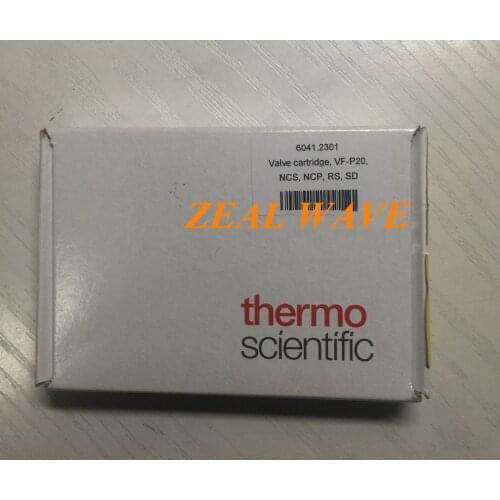 6041.2301
Valve cartridge, VF-P20,
NCS, NCP, RS, SD
ZEAL WAVE
thermo
scientific